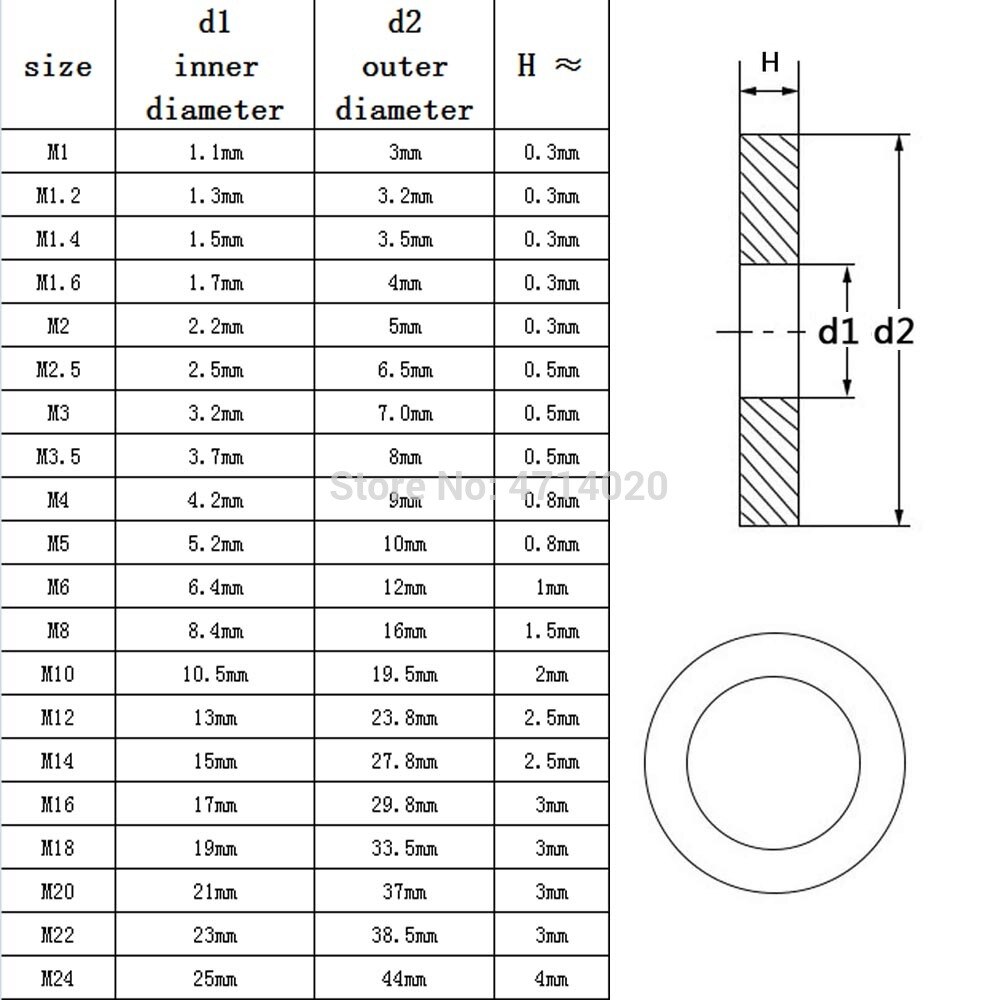 size d1 inner diameter d2 outer diameter H ≈
M1 1.1mm 3mm 0.3mm
M1.2 1.3mm 3.2mm 0.3mm
M1.4 1.5mm 3.5mm 0.3mm
M1.6 1.7mm 4mm 0.3mm
M2 2.2mm 5mm 0.3mm
M2.5 2.5mm 6.5mm 0.5mm
M3 3.2mm 7.0mm 0.5mm
M3.5 3.7mm 8mm 0.5mm
M4 4.2mm 9mm 0.8mm
M5 5.2mm 10mm 0.8mm
M6 6.4mm 12mm 1mm
M8 8.4mm 16mm 1.5mm
M10 10.5mm 19.5mm 2mm
M12 13mm 23.8mm 2.5mm
M14 15mm 27.8mm 2.5mm
M16 17mm 29.8mm 3mm
M18 19mm 33.5mm 3mm
M20 21mm 37mm 3mm
M22 23mm 38.5mm 3mm
M24 25mm 44mm 4mm
Store No: 4714020
H
d1 d2